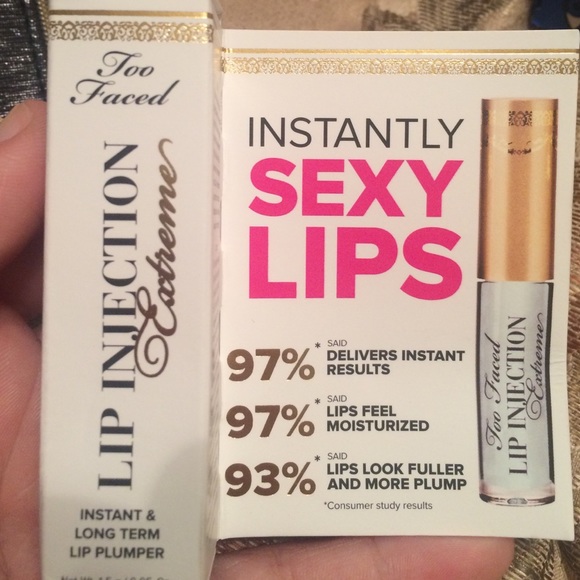 Too
Faced
LIP INJECTION
Extreme
INSTANT &
LONG TERM
LIP PLUMPER
INSTANTLY
SEXY
LIPS
97%* SAID
DELIVERS INSTANT
RESULTS
97%* SAID
LIPS FEEL
MOISTURIZED
93%* SAID
LIPS LOOK FULLER
AND MORE PLUMP
*Consumer study results
Too Faced
LIP INJECTION
Extreme